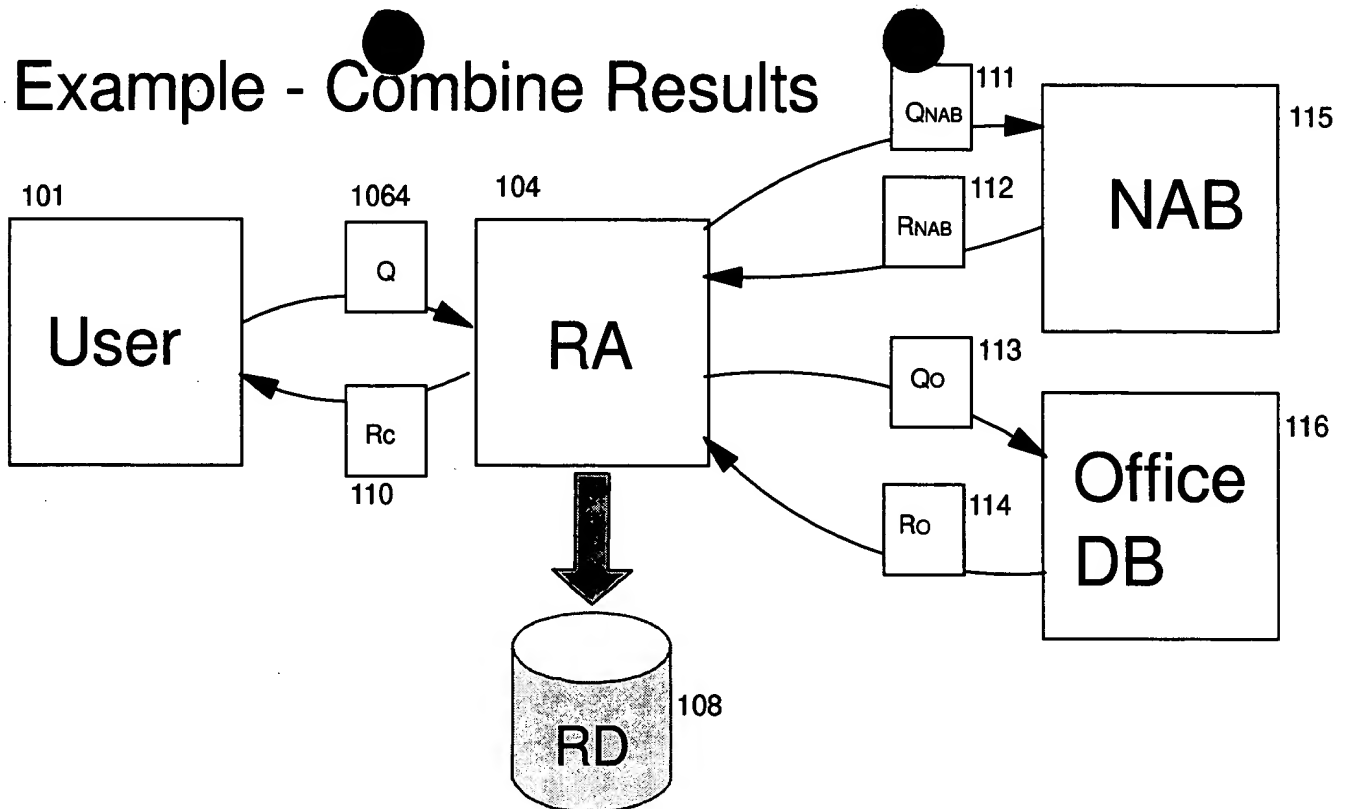 Example - Combine Results
111
QNAB
115
NAB
101
1064
104
112
Q
RNAB
User
RA
113
Qo
116
Rc
Office
110
114
Ro
DB
108
RD